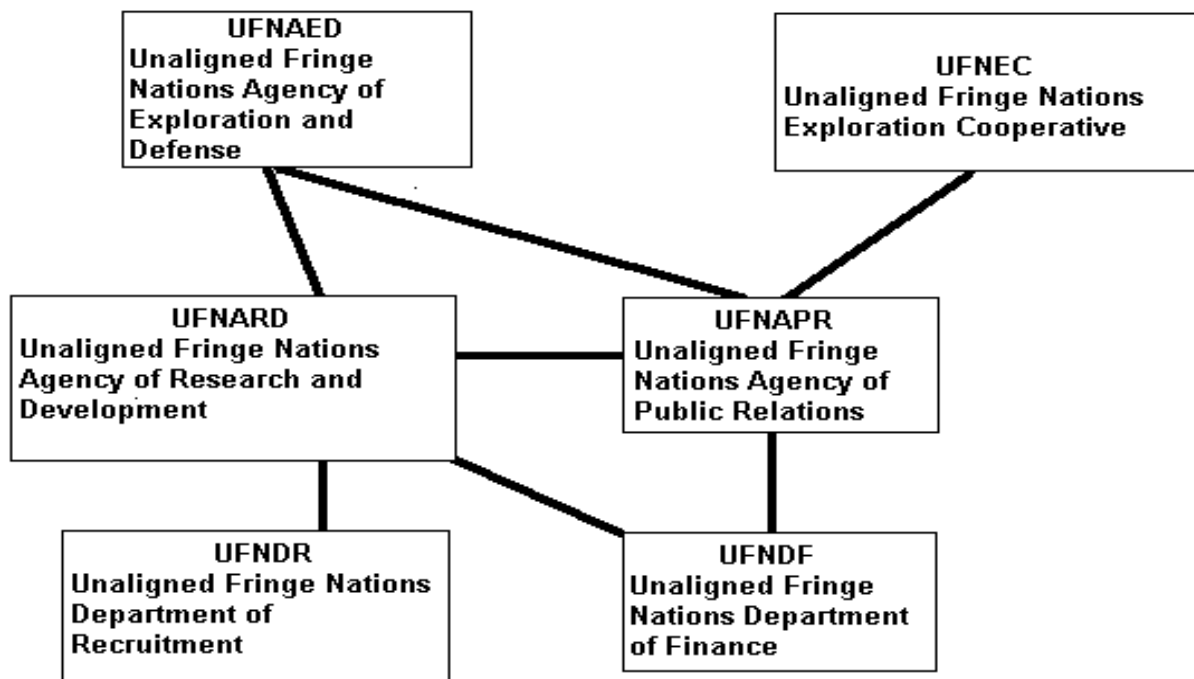 UFNAED
Unaligned Fringe
Nations Agency of
Exploration and
Defense
UFNEC
Unaligned Fringe Nations
Exploration Cooperative
UFNARD
Unaligned Fringe Nations
Agency of Research and
Development
UFNAPR
Unaligned Fringe
Nations Agency of
Public Relations
UFNDR
Unaligned Fringe Nations
Department of
Recruitment
UFNDF
Unaligned Fringe
Nations Department
of Finance